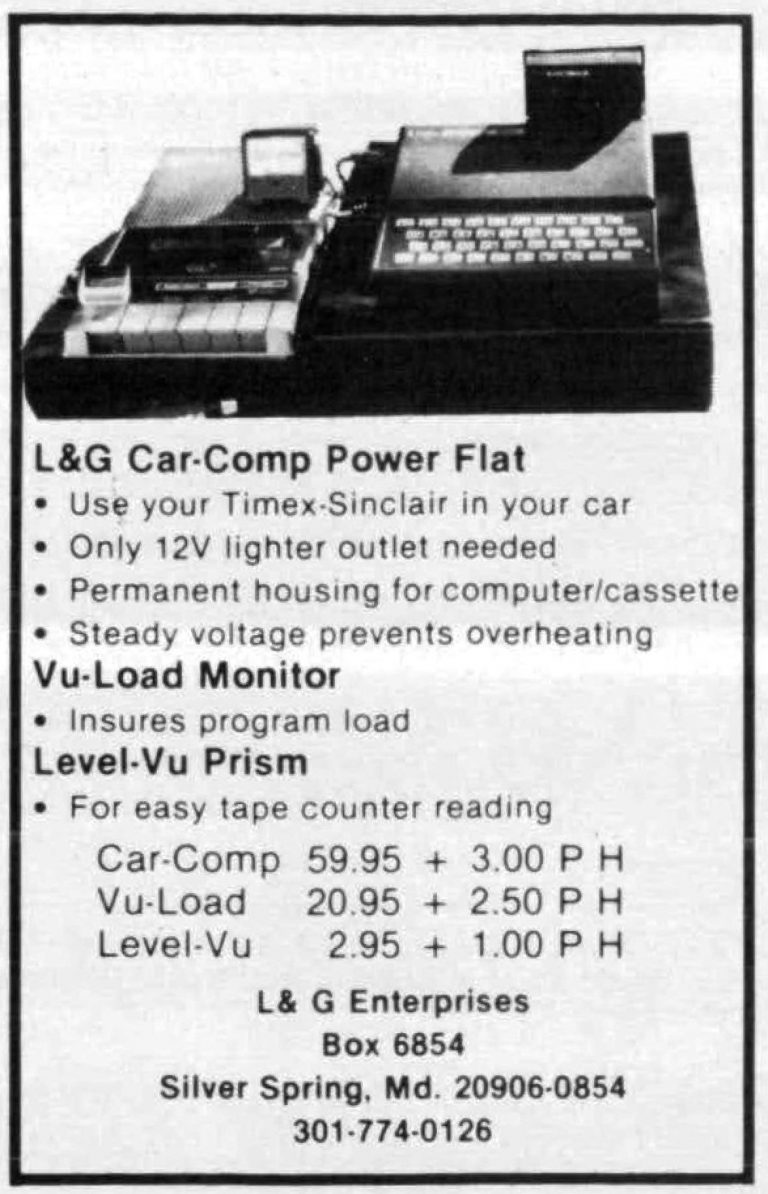 L&G Car-Comp Power Flat
• Use your Timex-Sinclair in your car
• Only 12V lighter outlet needed
• Permanent housing for computer/cassette
• Steady voltage prevents overheating
Vu-Load Monitor
• Insures program load
Level-Vu Prism
• For easy tape counter reading
Car-Comp 59.95 + 3.00 P H
Vu-Load 20.95 + 2.50 P H
Level-Vu 2.95 + 1.00 P H
L& G Enterprises
Box 6854
Silver Spring, Md. 20906-0854
301-774-0126